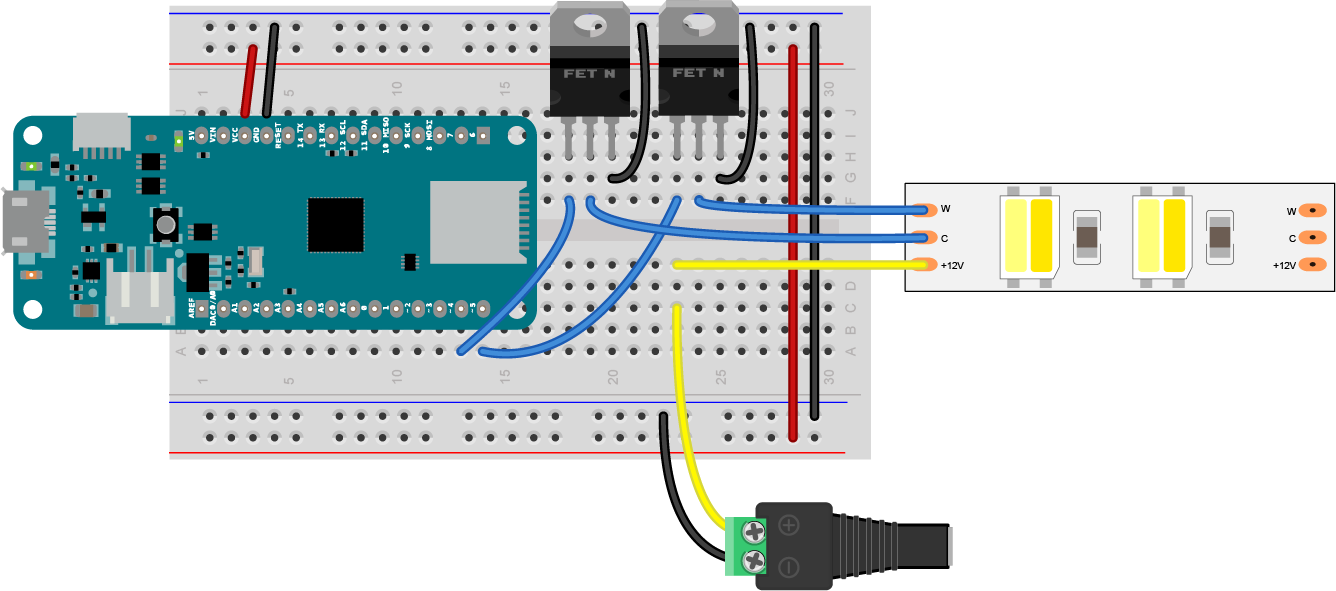 FET N FET N
1 5 10 15 30
J J
5V VIN VCC GND RESET 14 TX 13 RX 12 SCL 11 SDA 10 MISO 9 SCK 8 MOSI 7 6
I
H
G
F
W W
C C
+12V +12V
D
C
AREF DAC0/A0 A1 A2 A3 A4 A5 A6 0 1 ~2 ~3 ~4 ~5
B
A A
1 5 10 15 20 25 30